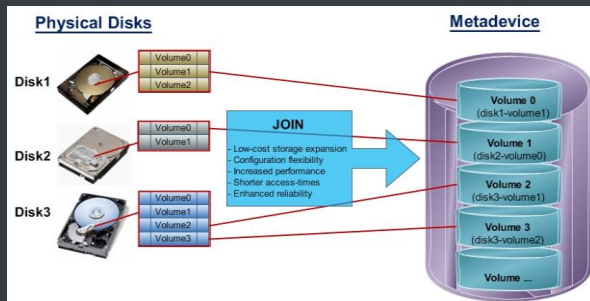 Physical Disks
Metadevice
Disk1
Volume0
Volume1
Volume2
Disk2
Volume0
Volume1
Disk3
Volume0
Volume1
Volume2
Volume3
JOIN
- Low-cost storage expansion
- Configuration flexibility
- Increased performance
- Shorter access-times
- Enhanced reliability
Volume 0
(disk1-volume1)
Volume 1
(disk2-volume0)
Volume 2
(disk3-volume1)
Volume 3
(disk3-volume2)
Volume ...